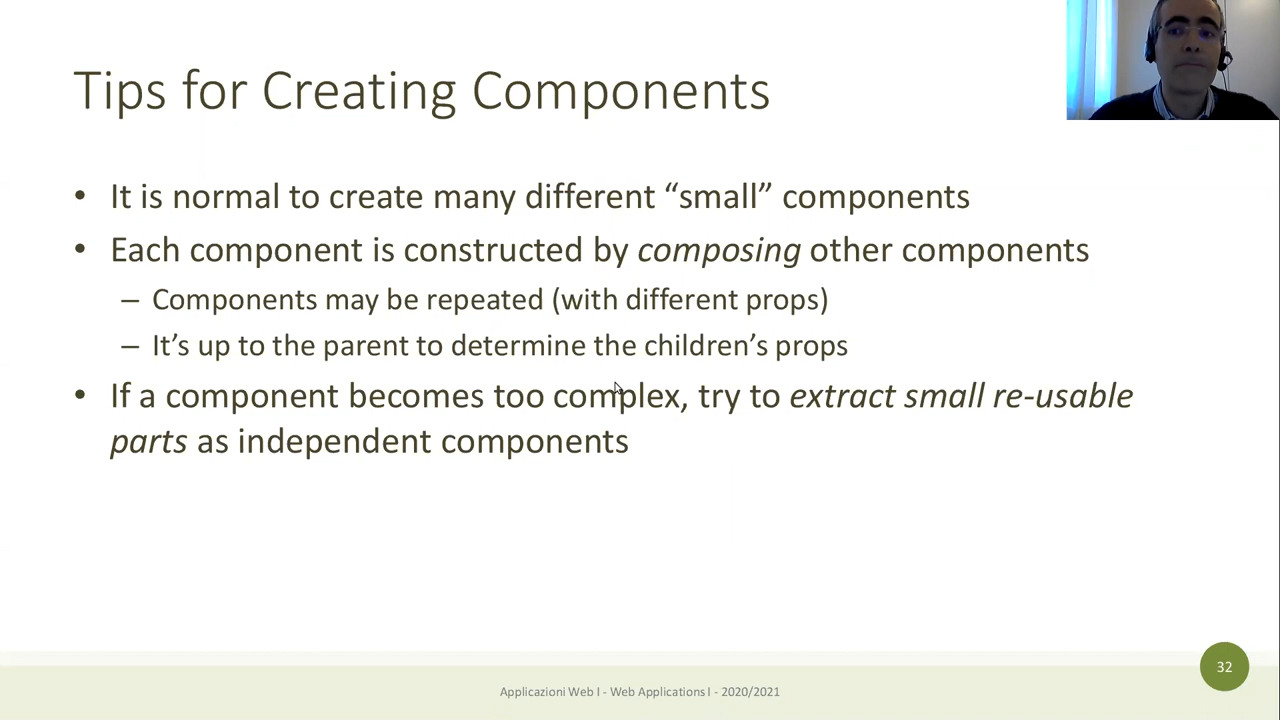 Tips for Creating Components
• It is normal to create many different “small” components
• Each component is constructed by composing other components
– Components may be repeated (with different props)
– It’s up to the parent to determine the children’s props
• If a component becomes too complex, try to extract small re-usable
parts as independent components
32
Applicazioni Web I - Web Applications I - 2020/2021